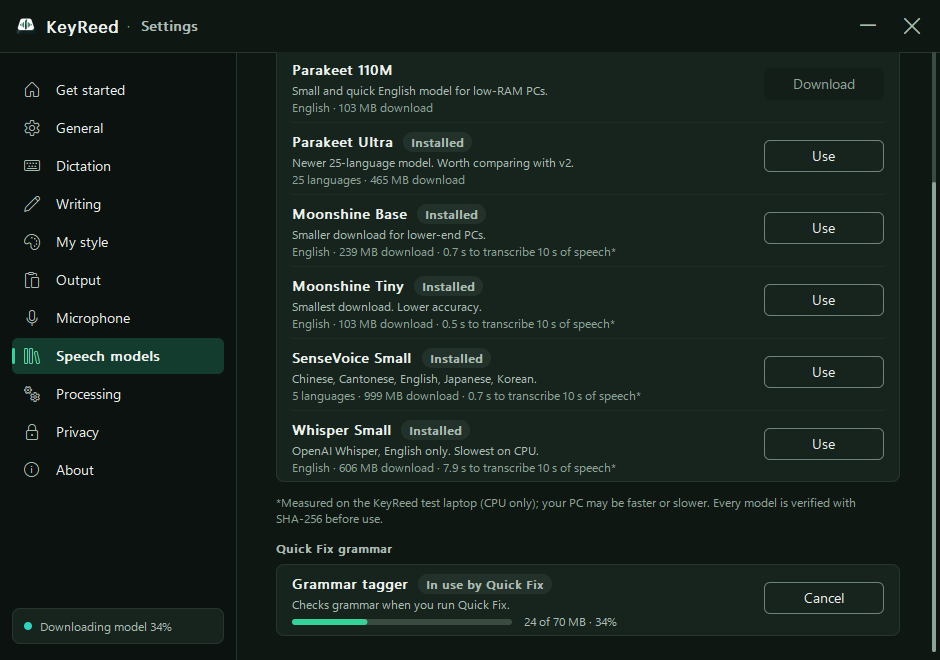 KeyReed · Settings
Get started
General
Dictation
Writing
My style
Output
Microphone
Speech models
Processing
Privacy
About
Downloading model 34%
Parakeet 110M
Small and quick English model for low-RAM PCs.
English · 103 MB download
Download
Parakeet Ultra Installed
Newer 25-language model. Worth comparing with v2.
25 languages · 465 MB download
Use
Moonshine Base Installed
Smaller download for lower-end PCs.
English · 239 MB download · 0.7 s to transcribe 10 s of speech*
Use
Moonshine Tiny Installed
Smallest download. Lower accuracy.
English · 103 MB download · 0.5 s to transcribe 10 s of speech*
Use
SenseVoice Small Installed
Chinese, Cantonese, English, Japanese, Korean.
5 languages · 999 MB download · 0.7 s to transcribe 10 s of speech*
Use
Whisper Small Installed
OpenAI Whisper, English only. Slowest on CPU.
English · 606 MB download · 7.9 s to transcribe 10 s of speech*
Use
*Measured on the KeyReed test laptop (CPU only); your PC may be faster or slower. Every model is verified with
SHA-256 before use.
Quick Fix grammar
Grammar tagger In use by Quick Fix
Checks grammar when you run Quick Fix.
24 of 70 MB · 34%
Cancel